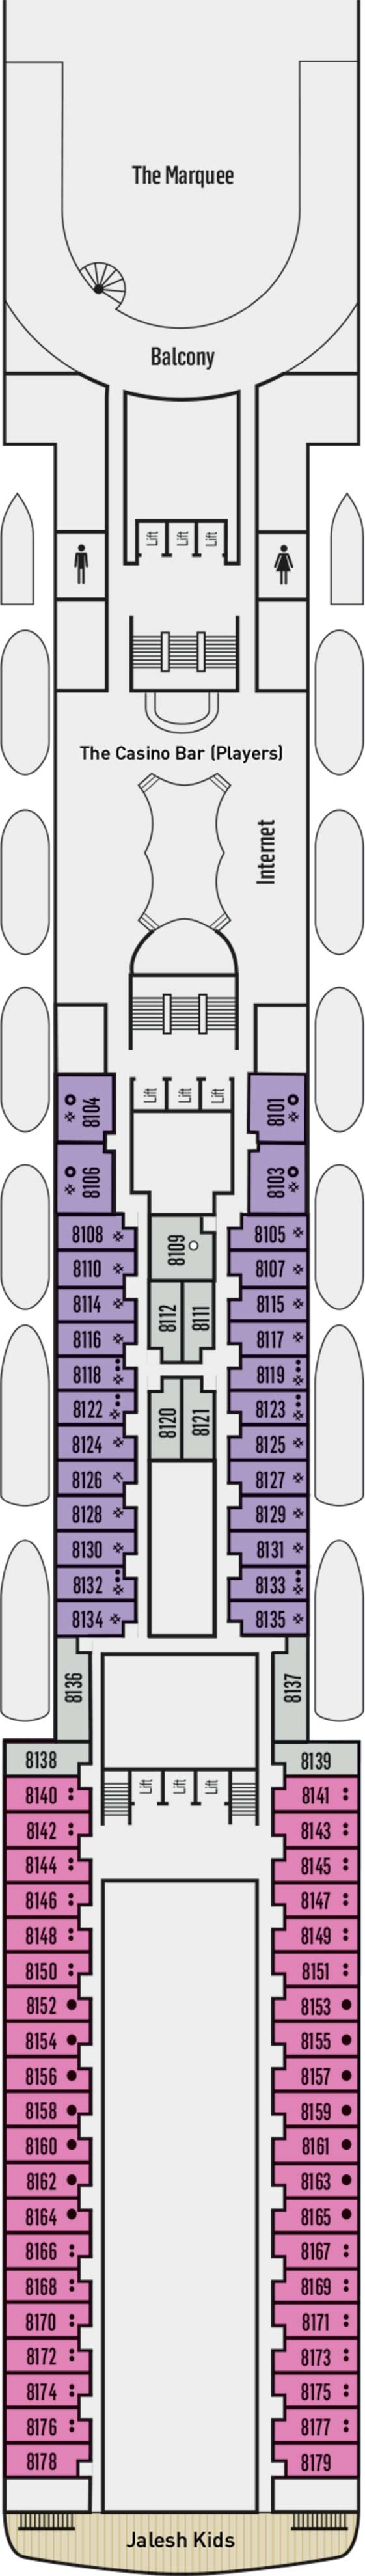 The Marquee
Balcony
Lift Lift Lift
The Casino Bar (Players)
Internet
Lift Lift Lift
8104 8101
8106 8103
8108 8109 8105
8110 8107
8114 8112 8111 8115
8116 8117
8118 8119
8122 8120 8121 8123
8124 8125
8126 8127
8128 8129
8130 8131
8132 8133
8134 8135
8136 8137
8138 8139
8140 Lift Lift Lift 8141
8142 8143
8144 8145
8146 8147
8148 8149
8150 8151
8152 8153
8154 8155
8156 8157
8158 8159
8160 8161
8162 8163
8164 8165
8166 8167
8168 8169
8170 8171
8172 8173
8174 8175
8176 8177
8178 8179
Jalesh Kids